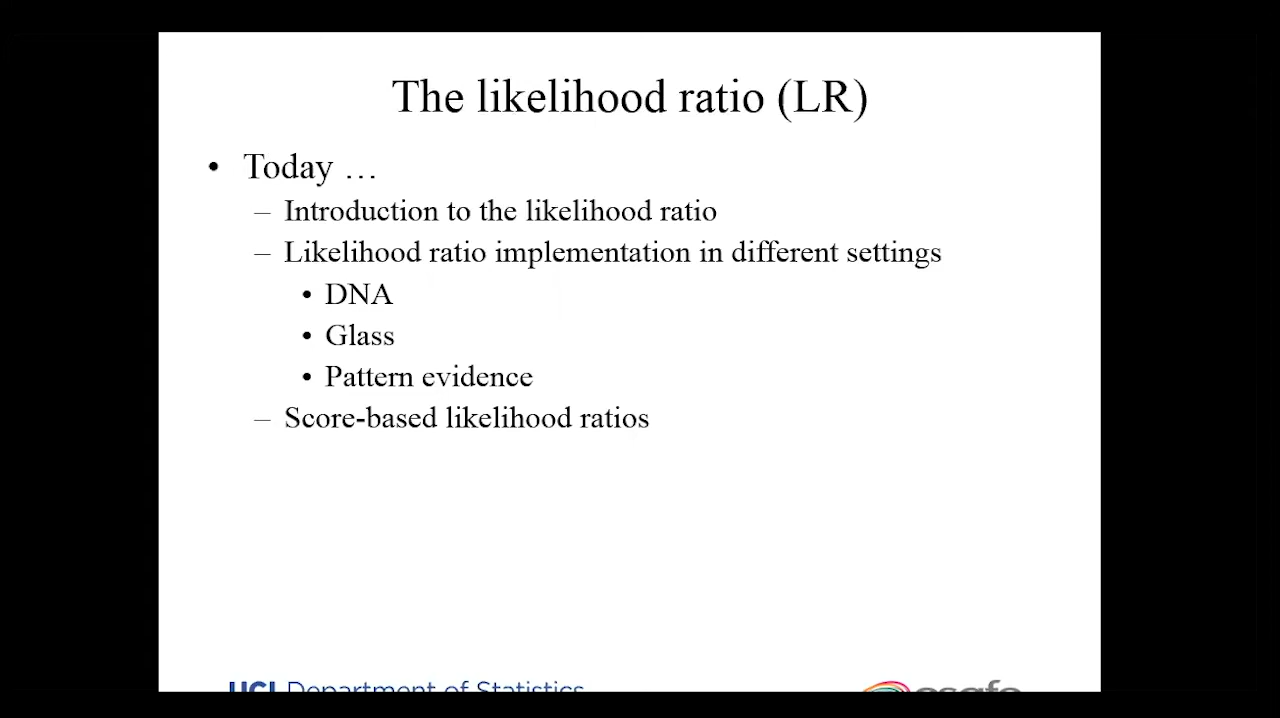 The likelihood ratio (LR)
• Today …
– Introduction to the likelihood ratio
– Likelihood ratio implementation in different settings
• DNA
• Glass
• Pattern evidence
– Score-based likelihood ratios
UCI Department of Statistics
csafe